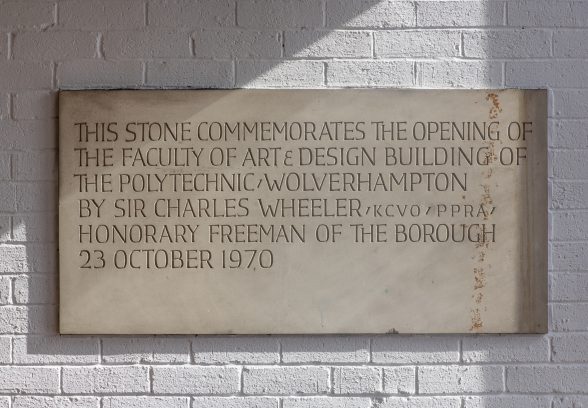 THIS STONE COMMEMORATES THE OPENING OF
THE FACULTY OF ART & DESIGN BUILDING OF
THE POLYTECHNIC/WOLVERHAMPTON
BY SIR CHARLES WHEELER/KCVO/PPRA/
HONORARY FREEMAN OF THE BOROUGH
23 OCTOBER 1970